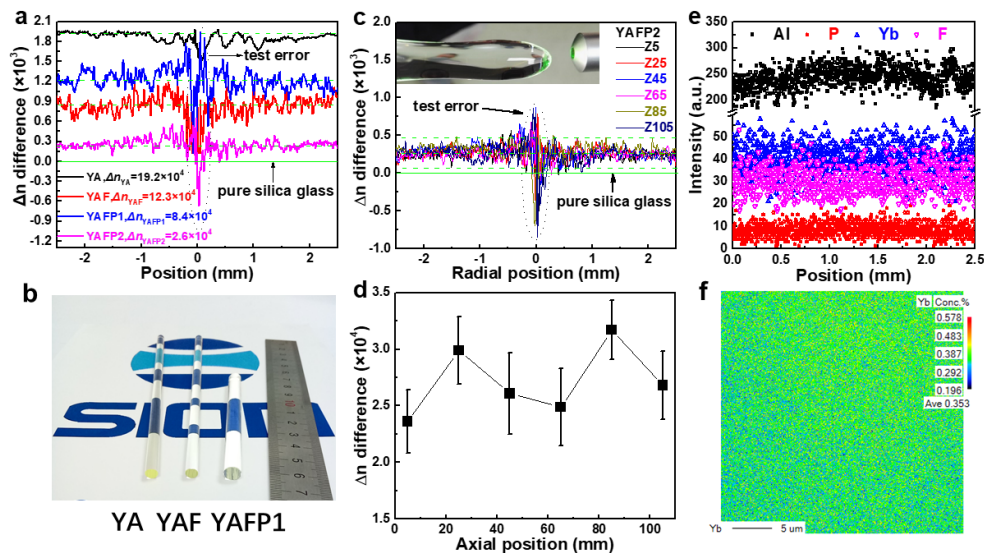 a
Δn difference (×10³)
2.1
1.8
1.5
1.2
0.9
0.6
0.3
0.0
-0.3
-0.6
-0.9
-1.2
test error
pure silica glass
YA ,Δn_YA=19.2×10⁴
YAF,Δn_YAF=12.3×10⁴
YAFP1,Δn_YAFP1=8.4×10⁴
YAFP2,Δn_YAFP2=2.6×10⁴
-2 -1 0 1 2
Position (mm)
b
SIOM
YA YAF YAFP1
c
Δn difference (×10³)
1.0
0.5
0.0
-0.5
-1.0
YAFP2
Z5
Z25
Z45
Z65
Z85
Z105
test error
pure silica glass
-2 -1 0 1 2
Radial position (mm)
d
Δn difference (×10⁴)
3.5
3.0
2.5
2.0
1.5
0 20 40 60 80 100
Axial position (mm)
e
Intensity (a.u.)
350
300
250
200
50
40
30
20
10
0
Al P Yb F
0.0 0.5 1.0 1.5 2.0 2.5
Position (mm)
f
Yb Conc.%
0.578
0.483
0.387
0.292
0.196
Ave 0.353
Yb 5 um